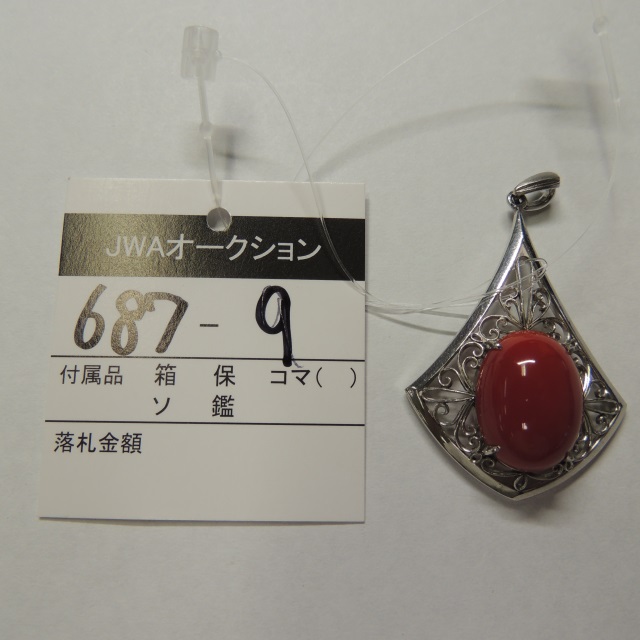 JWAオークション
687-9
付属品 箱 保 コマ( )
ソ 鑑
落札金額